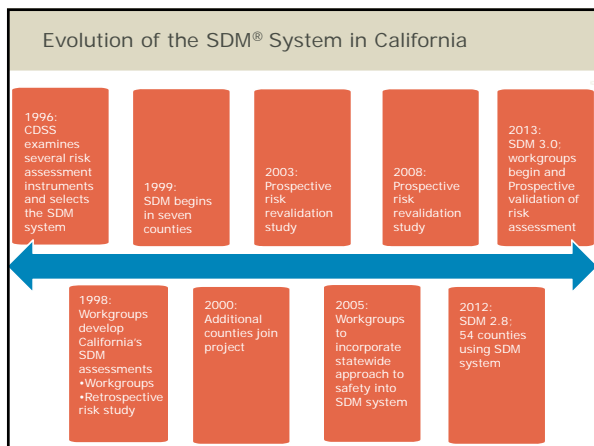 Evolution of the SDM® System in California
1996:
CDSS
examines
several risk
assessment
instruments
and selects
the SDM
system
1999:
SDM begins
in seven
counties
2003:
Prospective
risk
revalidation
study
2008:
Prospective
risk
revalidation
study
2013:
SDM 3.0;
workgroups
begin and
Prospective
validation of
risk
assessment
1998:
Workgroups
develop
California's
SDM
assessments
•Workgroups
•Retrospective
risk study
2000:
Additional
counties join
project
2005:
Workgroups
to
incorporate
statewide
approach to
safety into
SDM system
2012:
SDM 2.8;
54 counties
using SDM
system